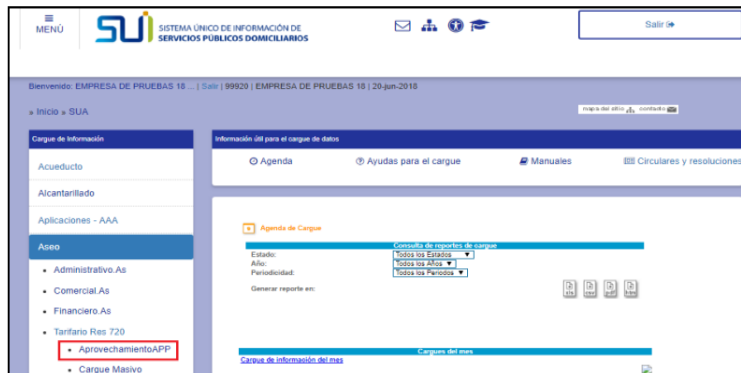 MENÚ
SUI
SISTEMA ÚNICO DE INFORMACIÓN DE
SERVICIOS PÚBLICOS DOMICILIARIOS
Salir
Bienvenido: EMPRESA DE PRUEBAS 18 ... | Salir | 99920 | EMPRESA DE PRUEBAS 18 | 20-jun-2018
» Inicio » SUA
mapa del sitio contacto
Cargue de Información
Información útil para el cargue de datos
Acueducto
Agenda
Ayudas para el cargue
Manuales
Circulares y resoluciones
Alcantarillado
Aplicaciones - AAA
Aseo
Administrativo.As
Comercial.As
Financiero.As
Tarifario Res 720
AprovechamientoAPP
Cargue Masivo
Agenda de Cargue
Consulta de reportes de cargue
Estado: Todos los Estados
Año: Todos los Años
Periodicidad: Todos los Periodos
Generar reporte en:
xls csv pdf htm
Cargues del mes
Cargue de información del mes